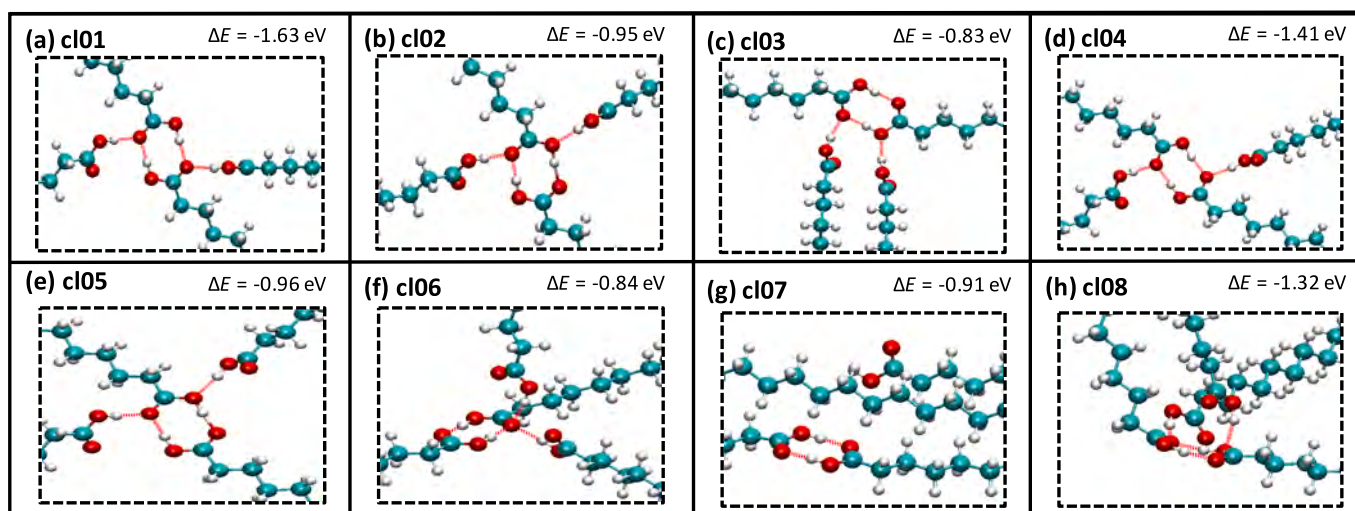 (a) cl01 ΔE = -1.63 eV
(b) cl02 ΔE = -0.95 eV
(c) cl03 ΔE = -0.83 eV
(d) cl04 ΔE = -1.41 eV
(e) cl05 ΔE = -0.96 eV
(f) cl06 ΔE = -0.84 eV
(g) cl07 ΔE = -0.91 eV
(h) cl08 ΔE = -1.32 eV